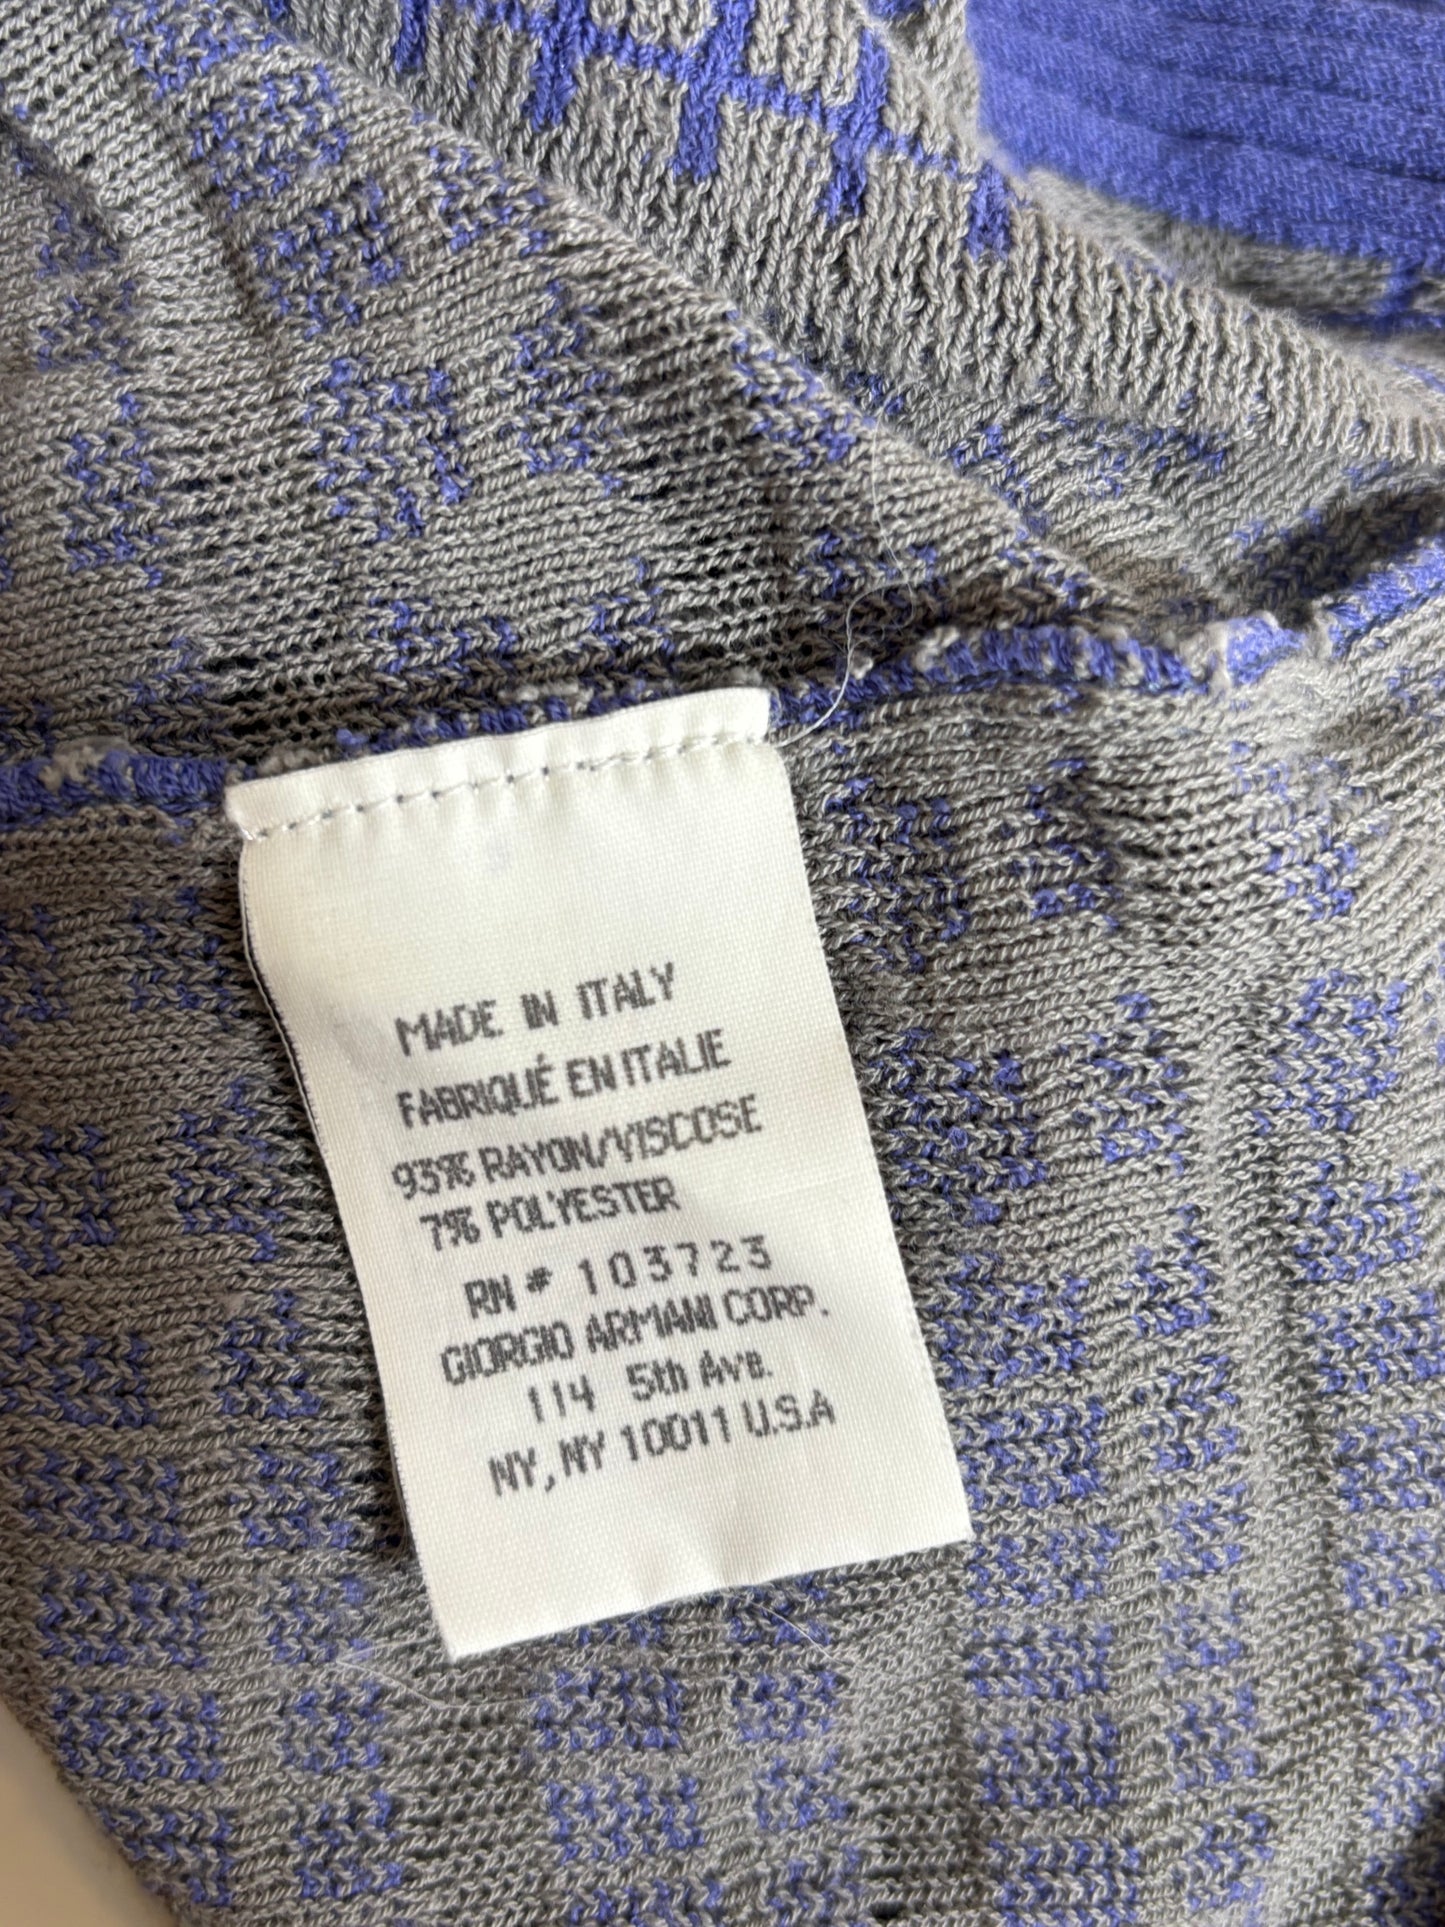 MADE IN ITALY
FABRIQUÉ EN ITALIE
93% RAYON/VISCOSE
7% POLYESTER
RN # 103723
GIORGIO ARMANI CORP.
114 5th Ave.
NY, NY 10011 U.S.A